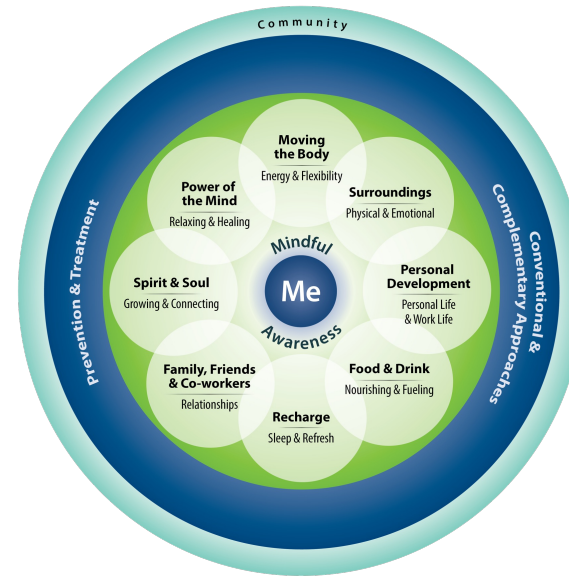 Community
Prevention & Treatment
Conventional &
Complementary Approaches
Moving
the Body
Energy & Flexibility
Surroundings
Physical & Emotional
Personal
Development
Personal Life
& Work Life
Food & Drink
Nourishing & Fueling
Recharge
Sleep & Refresh
Family, Friends
& Co-workers
Relationships
Spirit & Soul
Growing & Connecting
Power of
the Mind
Relaxing & Healing
Mindful
Awareness
Me